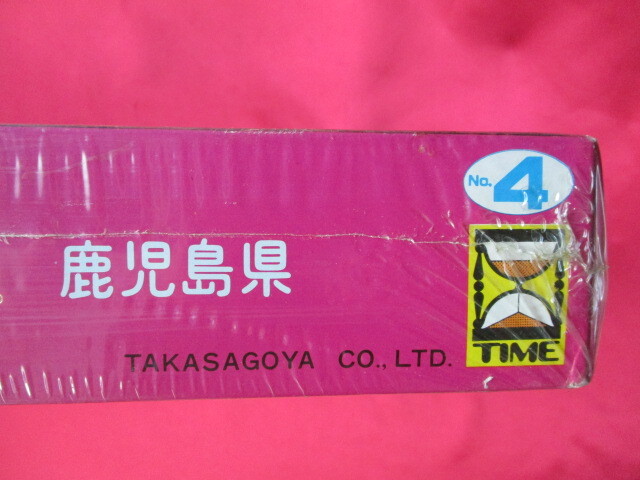 No. 4
鹿児島県
TIME
TAKASAGOYA CO., LTD.